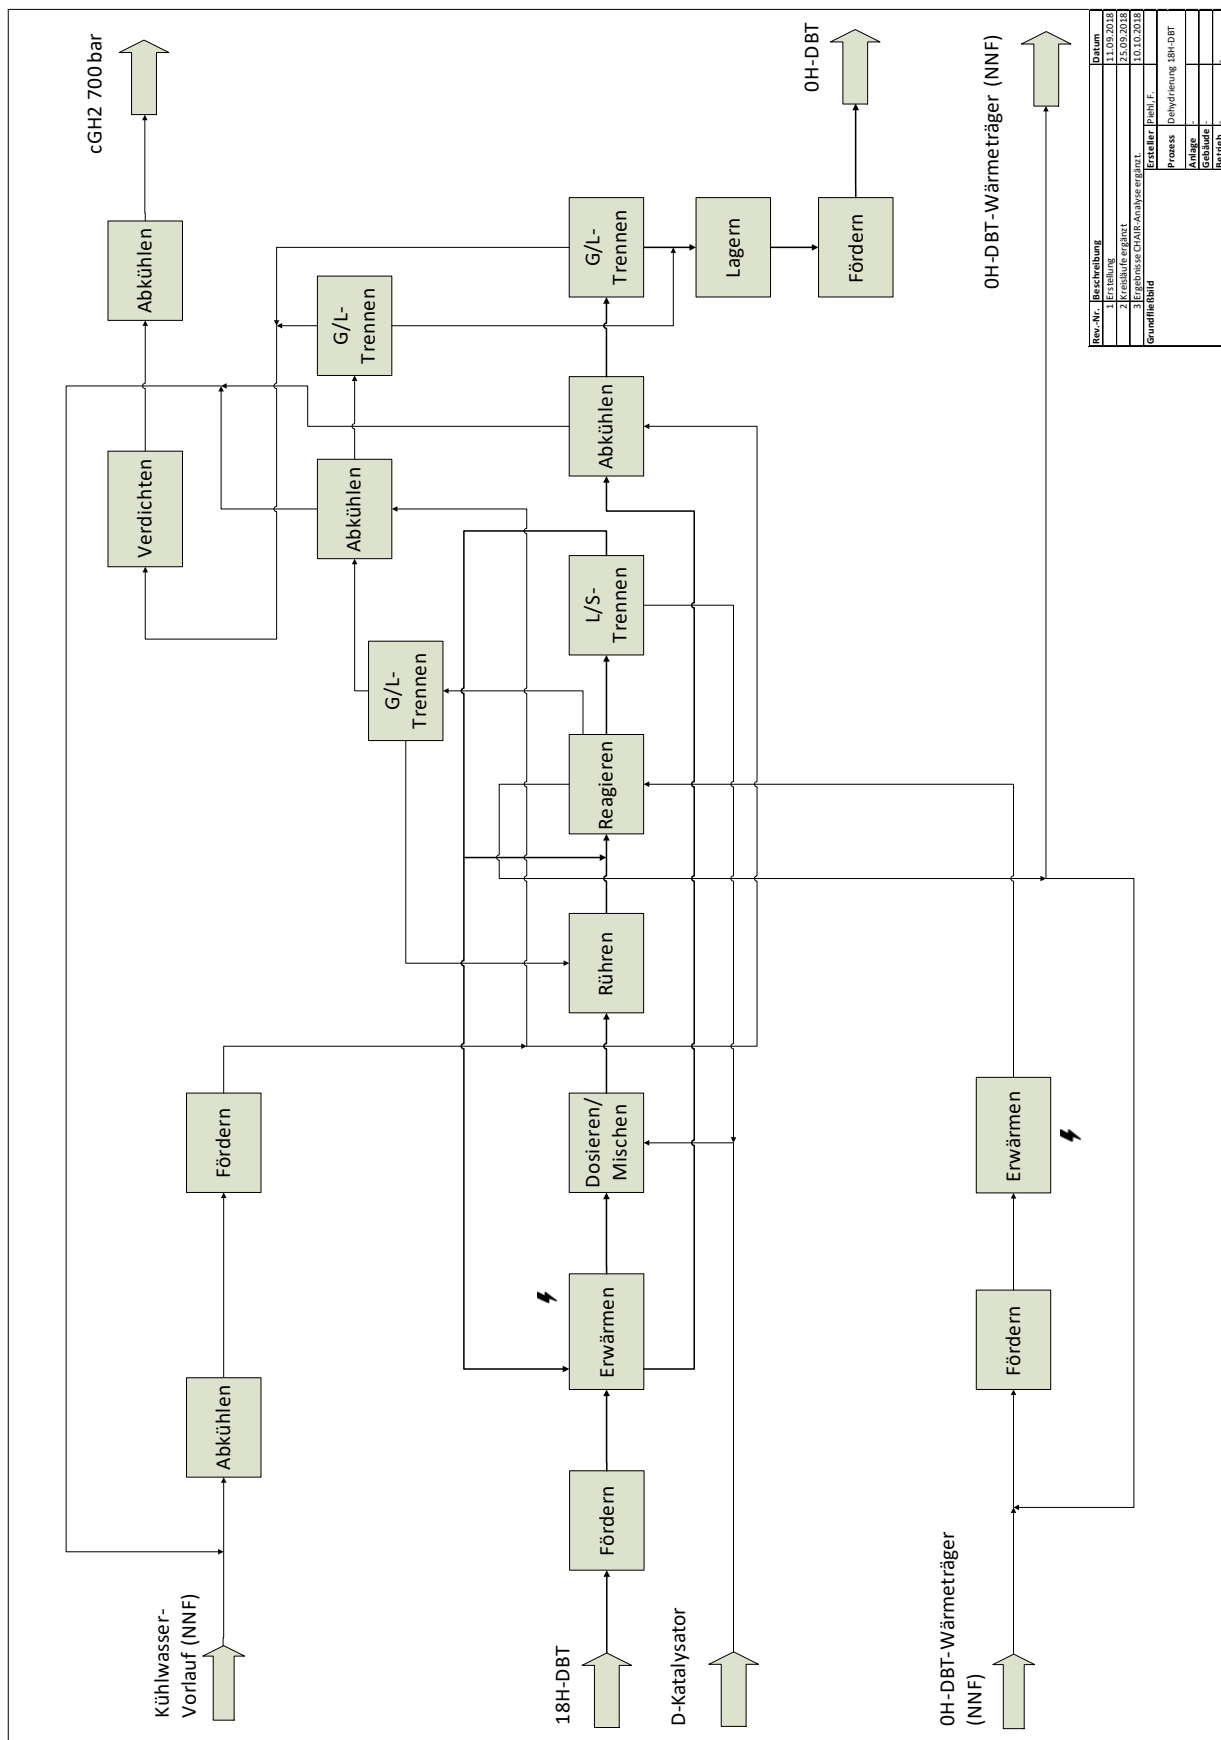 Kühlwasser-
Vorlauf (NNF)
Abkühlen
Fördern
Verdichten
Abkühlen
cGH2 700 bar
G/L-
Trennen
Abkühlen
G/L-
Trennen
18H-DBT
Fördern
Erwärmen
Dosieren/
Mischen
Rühren
Reagieren
L/S-
Trennen
Abkühlen
G/L-
Trennen
Lagern
Fördern
0H-DBT
D-Katalysator
0H-DBT-Wärmeträger
(NNF)
Fördern
Erwärmen
0H-DBT-Wärmeträger (NNF)
Rev.-Nr. Beschreibung Datum
1 Erstellung 11.09.2018
2 Kreisläufe ergänzt 25.09.2018
3 Ergebnisse CHAIR-Analyse ergänzt. 10.10.2018
Grundfließbild Ersteller Piehl, F.
Prozess Dehydrierung 18H-DBT
Anlage -
Gebäude -
Betrieb -